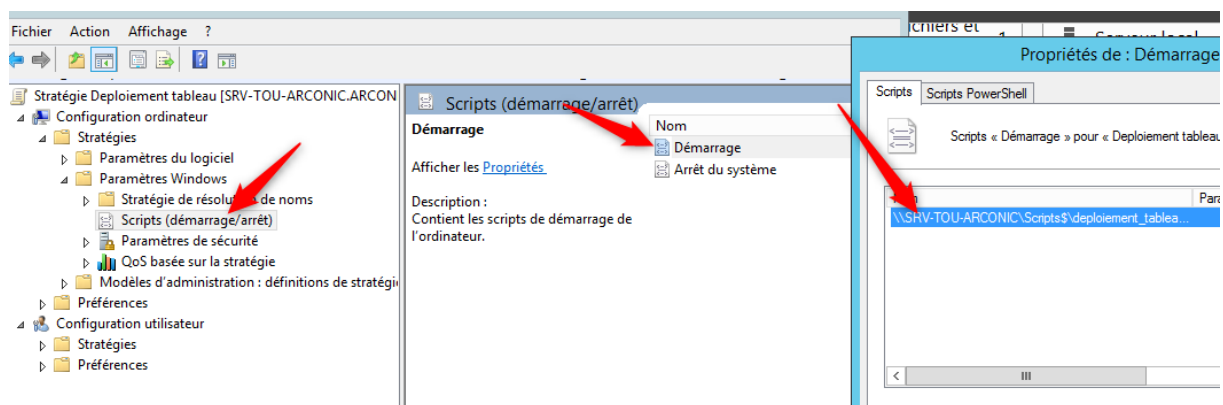 Fichier Action Affichage ?
Stratégie Deploiement tableau [SRV-TOU-ARCONIC.ARCON
Configuration ordinateur
Stratégies
Paramètres du logiciel
Paramètres Windows
Stratégie de résolution de noms
Scripts (démarrage/arrêt)
Paramètres de sécurité
QoS basée sur la stratégie
Modèles d'administration : définitions de stratégi
Préférences
Configuration utilisateur
Stratégies
Préférences
Scripts (démarrage/arrêt)
Démarrage
Afficher les Propriétés
Description :
Contient les scripts de démarrage de
l'ordinateur.
Nom
Démarrage
Arrêt du système
Propriétés de : Démarrage
Scripts
Scripts PowerShell
Scripts « Démarrage » pour « Deploiement tableau
Para
\\SRV-TOU-ARCONIC\Scripts$\deploiement_tablea...